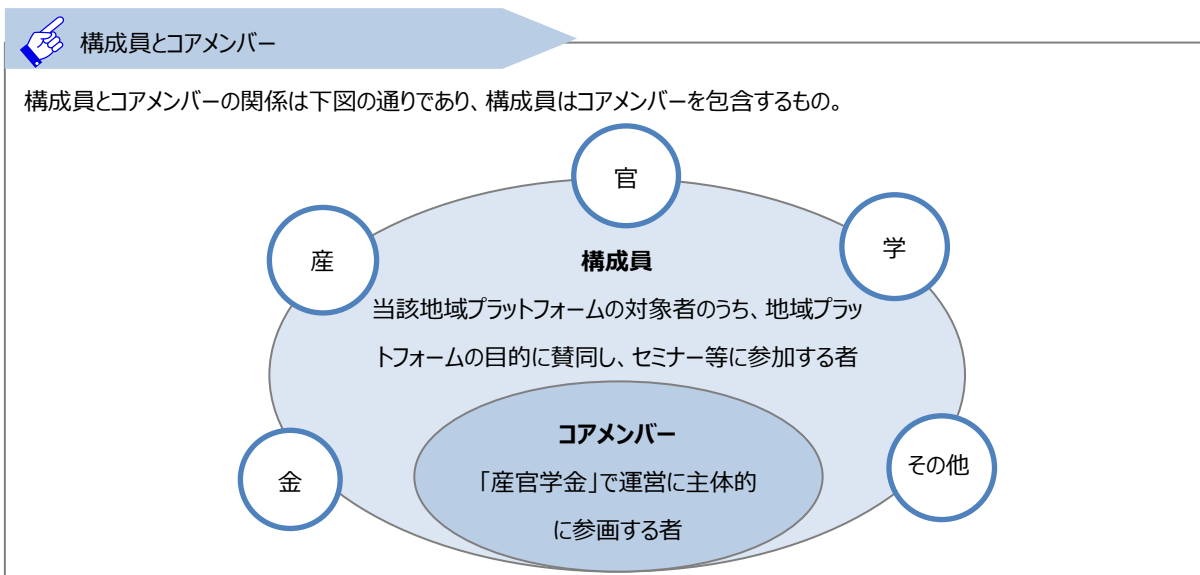 構成員とコアメンバー
構成員とコアメンバーの関係は下図の通りであり、構成員はコアメンバーを包含するもの。
官
産
学
構成員
当該地域プラットフォームの対象者のうち、地域プラッ
トフォームの目的に賛同し、セミナー等に参加する者
コアメンバー
「産官学金」で運営に主体的
に参画する者
金
その他